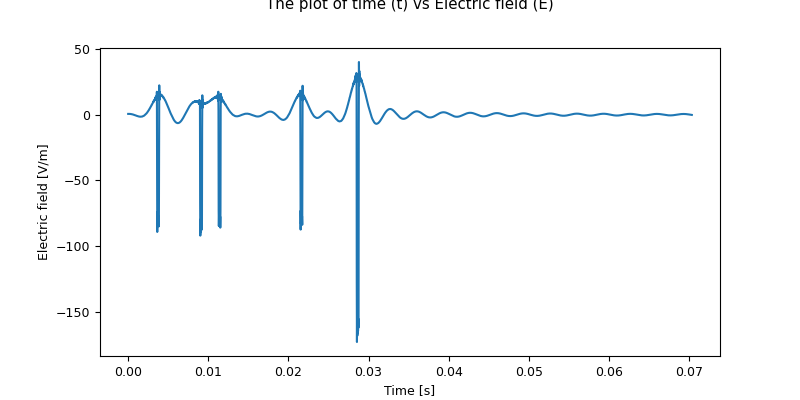 The plot of time (t) vs Electric field (E)
50
0
−50
−100
−150
Electric field [V/m]
0.00 0.01 0.02 0.03 0.04 0.05 0.06 0.07
Time [s]